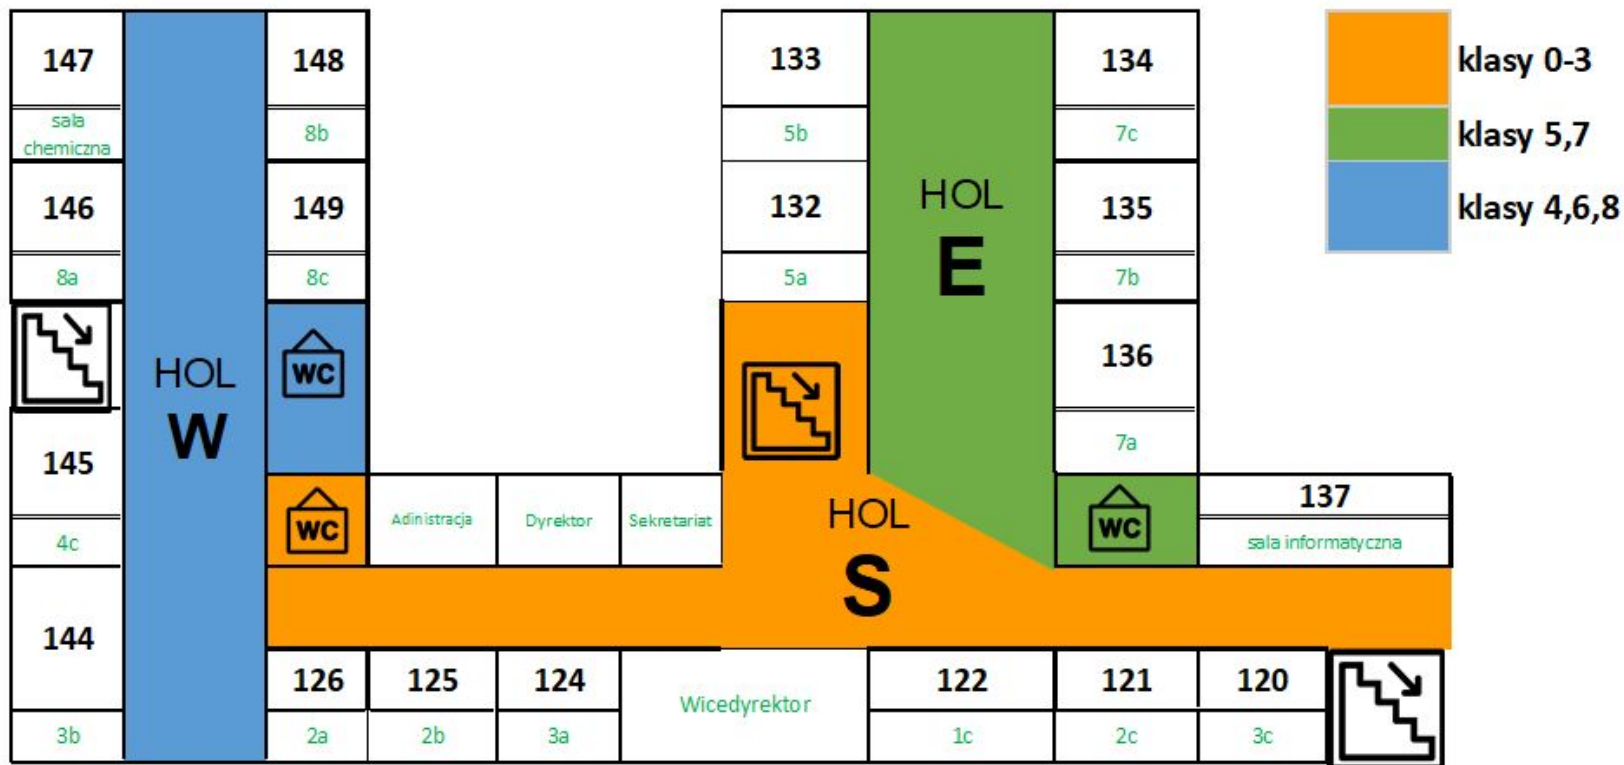 147
148
133
134
klasy 0-3
sala
chemiczna
8b
5b
7c
klasy 5,7
146
149
132
HOL
E
135
klasy 4,6,8
8a
8c
5a
7b
HOL
W
WC
136
7a
145
4c
WC
Adinistracja
Dyrektor
Sekretariat
HOL
S
WC
137
sala informatyczna
144
3b
126
125
124
Wicedyrektor
122
121
120
2a
2b
3a
1c
2c
3c